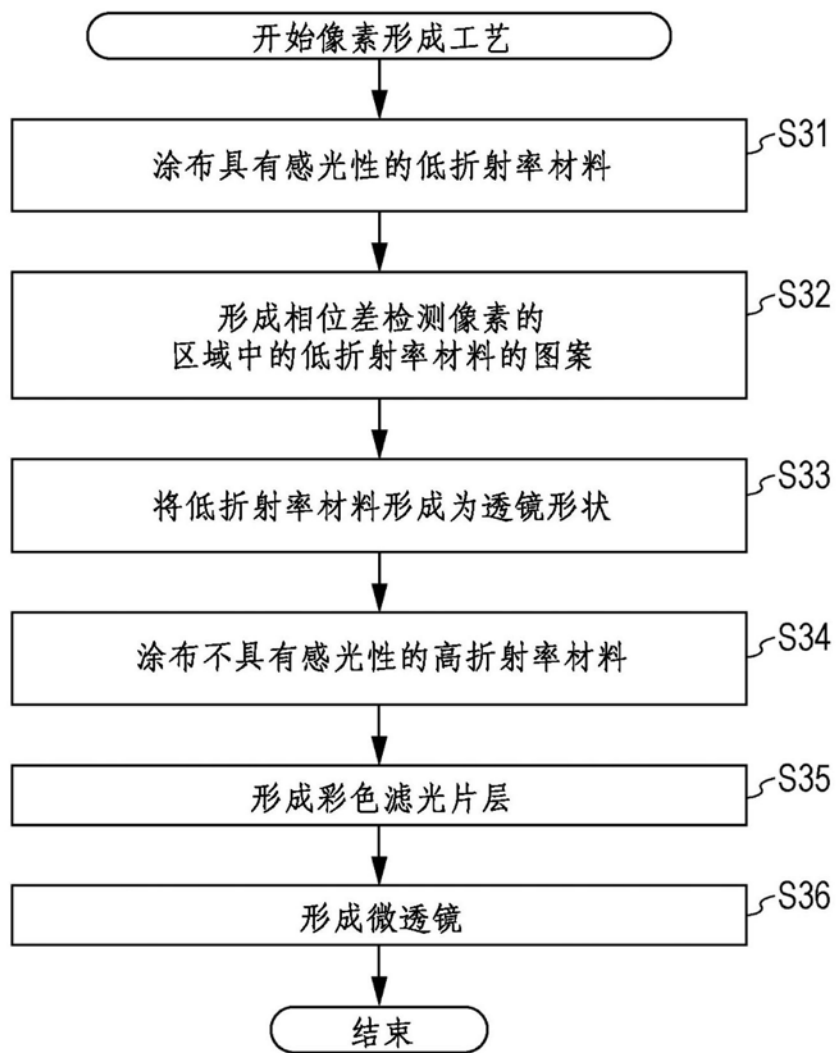 开始像素形成工艺
S31
涂布具有感光性的低折射率材料
S32
形成相位差检测像素的
区域中的低折射率材料的图案
S33
将低折射率材料形成为透镜形状
S34
涂布不具有感光性的高折射率材料
S35
形成彩色滤光片层
S36
形成微透镜
结束